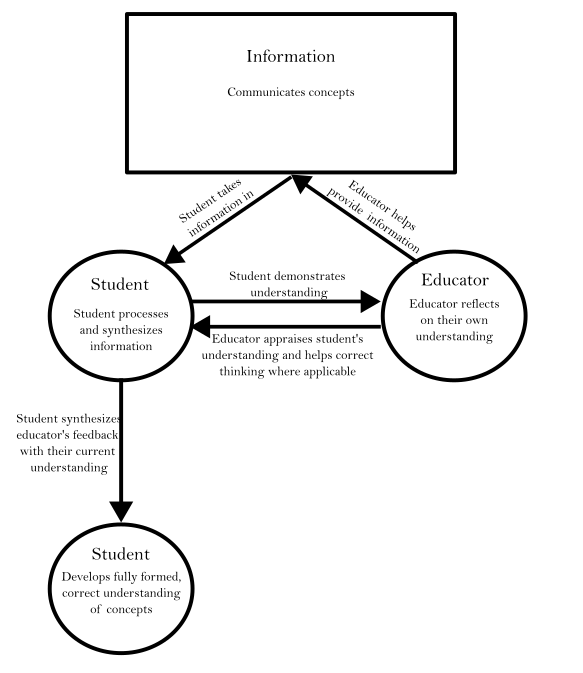 Information
Communicates concepts
Student takes
information in
Educator helps
provide information
Student
Student processes
and synthesizes
information
Student demonstrates
understanding
Educator appraises student's
understanding and helps correct
thinking where applicable
Educator
Educator reflects
on their own
understanding
Student synthesizes
educator's feedback
with their current
understanding
Student
Develops fully formed,
correct understanding
of concepts